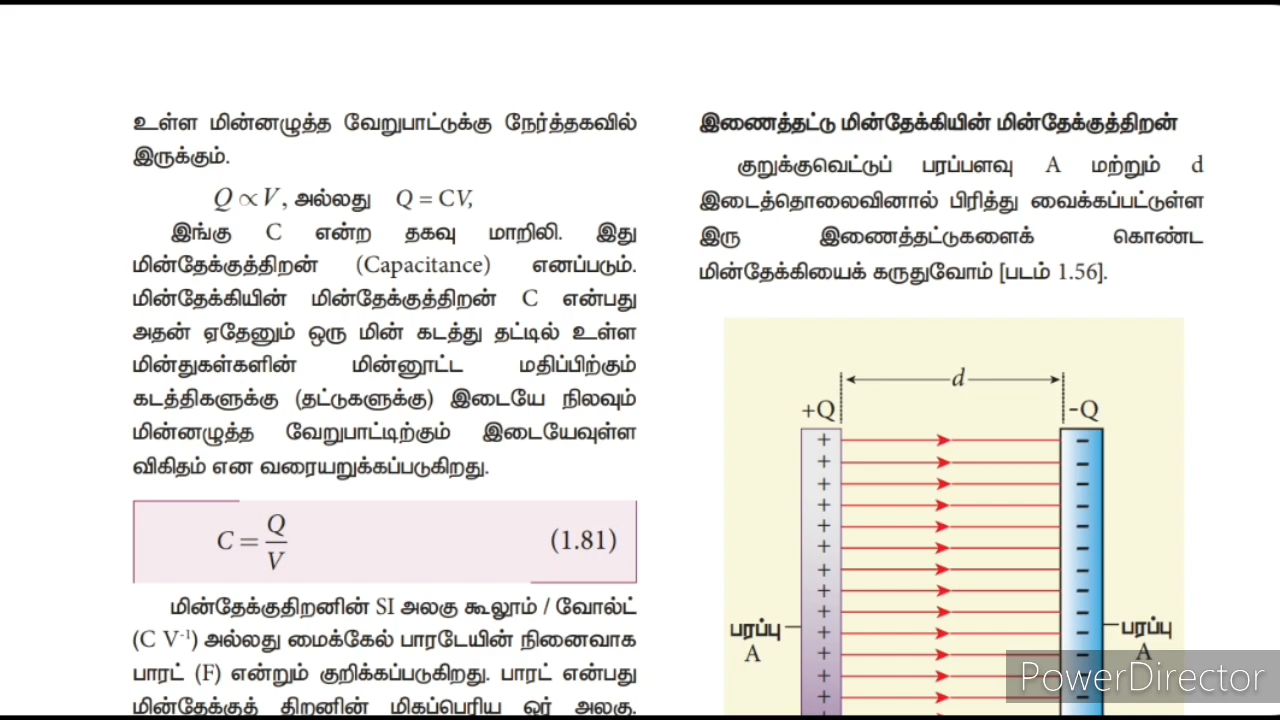 உள்ள மின்னழுத்த வேறுபாட்டுக்கு நேர்த்தகவில்
இருக்கும்.
Q ∝ V, அல்லது Q = CV,
இங்கு C என்ற தகவு மாறிலி. இது
மின்தேக்குத்திறன் (Capacitance) எனப்படும்.
மின்தேக்கியின் மின்தேக்குத்திறன் C என்பது
அதன் ஏதேனும் ஒரு மின் கடத்து தட்டில் உள்ள
மின்துகள்களின் மின்னூட்ட மதிப்பிற்கும்
கடத்திகளுக்கு (தட்டுகளுக்கு) இடையே நிலவும்
மின்னழுத்த வேறுபாட்டிற்கும் இடையேவுள்ள
விகிதம் என வரையறுக்கப்படுகிறது.
C = Q/V (1.81)
மின்தேக்குதிறனின் SI அலகு கூலூம் / வோல்ட்
(C V⁻¹) அல்லது மைக்கேல் பாரடேயின் நினைவாக
பாரட் (F) என்றும் குறிக்கப்படுகிறது. பாரட் என்பது
மின்தேக்குத் திறனின் மிகப்பெரிய ஓர் அலகு.
இணைத்தட்டு மின்தேக்கியின் மின்தேக்குத்திறன்
குறுக்குவெட்டுப் பரப்பளவு A மற்றும் d
இடைத்தொலைவினால் பிரித்து வைக்கப்பட்டுள்ள
இரு இணைத்தட்டுகளைக் கொண்ட
மின்தேக்கியைக் கருதுவோம் [படம் 1.56].
d
+Q -Q
பரப்பு
A
பரப்பு
A
PowerDirector